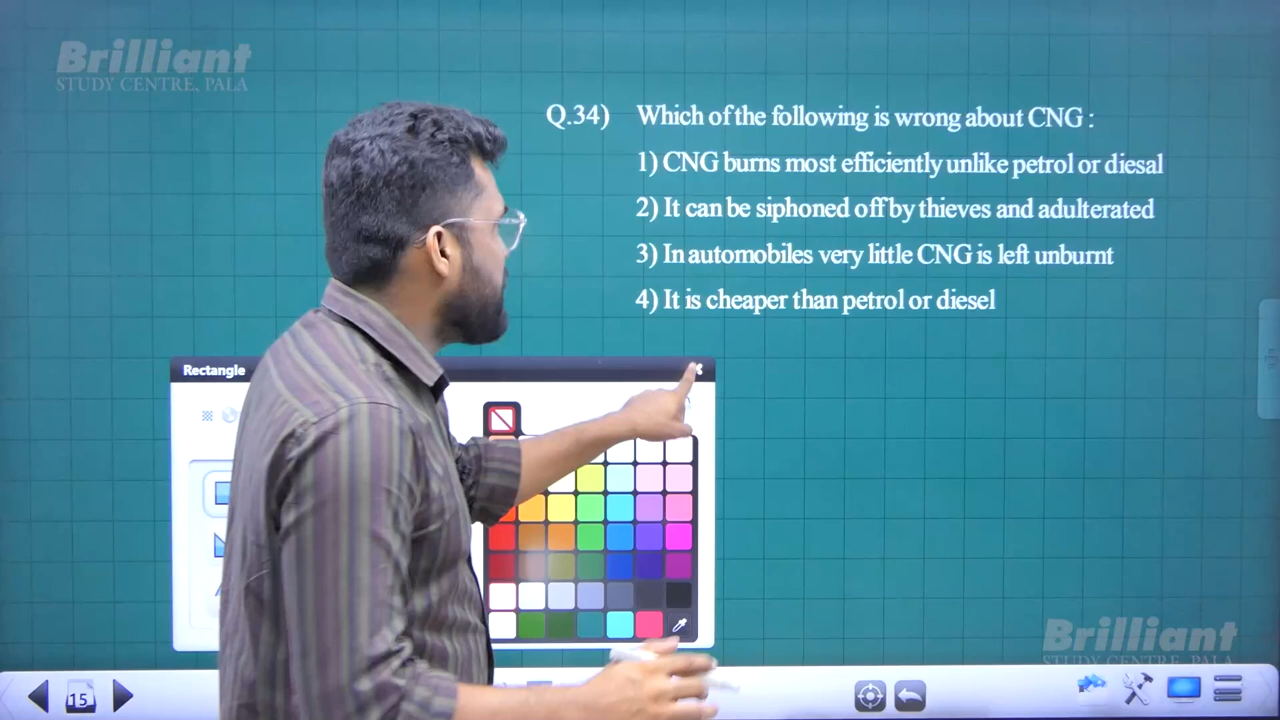 Brilliant
STUDY CENTRE, PALA
Q.34) Which of the following is wrong about CNG :
1) CNG burns most efficiently unlike petrol or diesal
2) It can be siphoned off by thieves and adulterated
3) In automobiles very little CNG is left unburnt
4) It is cheaper than petrol or diesel
Rectangle
Brilliant
STUDY CENTRE, PALA
15